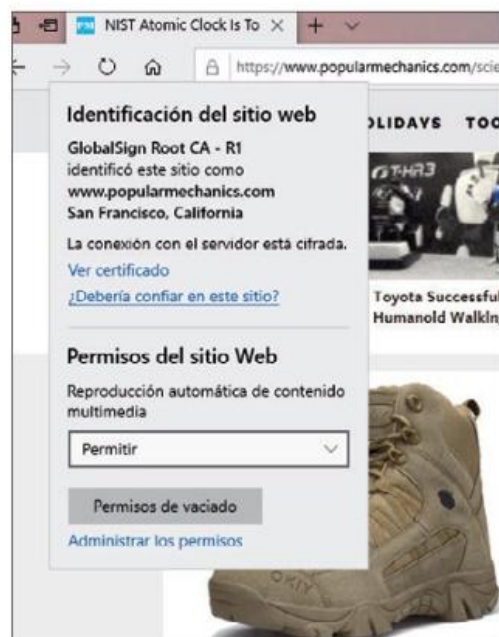 PM NIST Atomic Clock Is To
https://www.popularmechanics.com/scie
Identificación del sitio web
GlobalSign Root CA - R1
identificó este sitio como
www.popularmechanics.com
San Francisco, California
La conexión con el servidor está cifrada.
Ver certificado
¿Debería confiar en este sitio?
Permisos del sitio Web
Reproducción automática de contenido
multimedia
Permitir
Permisos de vaciado
Administrar los permisos
OLIDAYS TOO
T-HR3
Toyota Successful
Humanoid Walkin
OKIY